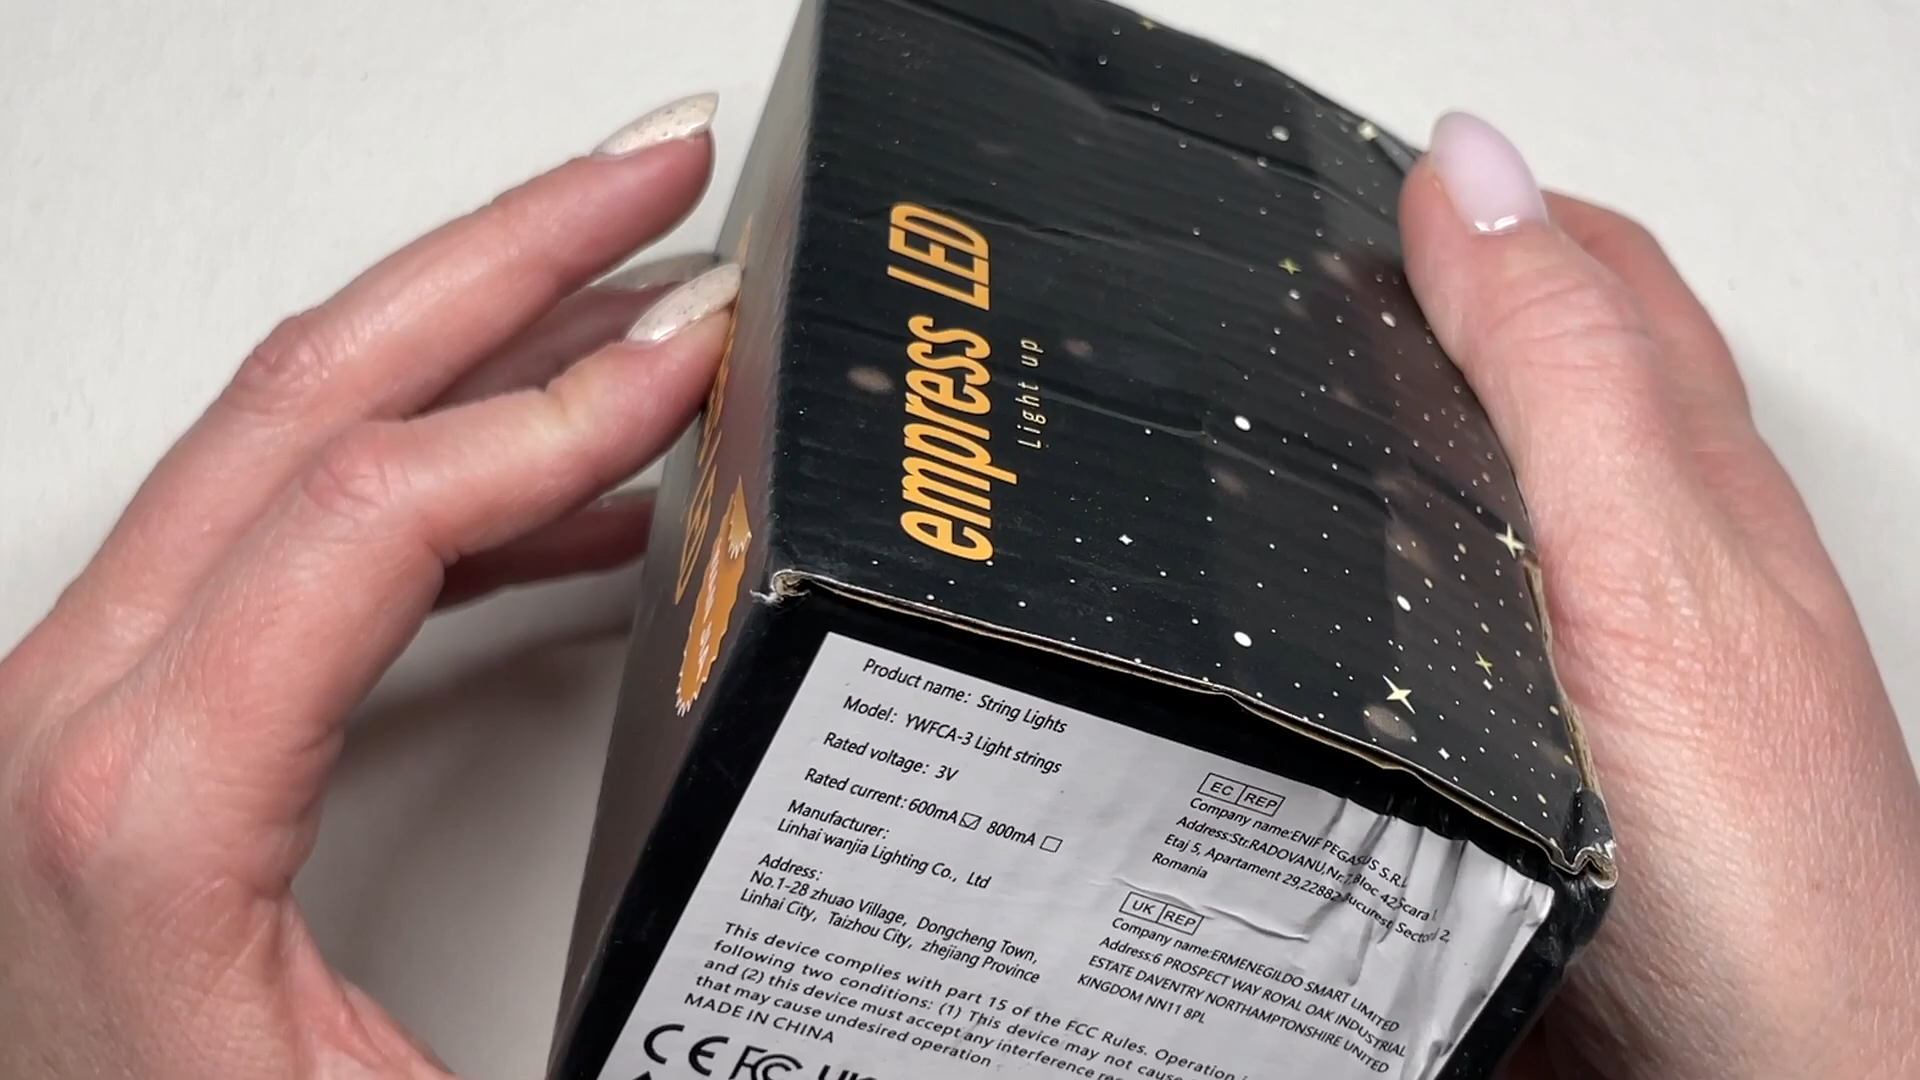 empress LED
Light up
Product name: String Lights
Model: YWFCA-3 Light strings
Rated voltage: 3V
Rated current: 600mA ☑ 800mA ☐
Manufacturer:
Linhai wanjia Lighting Co., Ltd
Address:
No.1-28 zhuao Village, Dongcheng Town,
Linhai City, Taizhou City, zhejiang Province
This device complies with part 15 of the FCC Rules. Operation
following two conditions: (1) This device may not cause
and (2) this device must accept any interference
that may cause undesired operation
MADE IN CHINA
CE FC
EC REP
Company name:ENIF PEGASUS S.R.L
Address:Str.RADOVANU,Nr.7,Bloc 42,Scara
Etaj 5, Apartament 29,22882 Bucurest Sectorul 2,
Romania
UK REP
Company name:ERMENEGILDO SMART LIMITED
Address:6 PROSPECT WAY ROYAL OAK INDUSTRIAL
ESTATE DAVENTRY NORTHAMPTONSHIRE UNITED
KINGDOM NN11 8PL